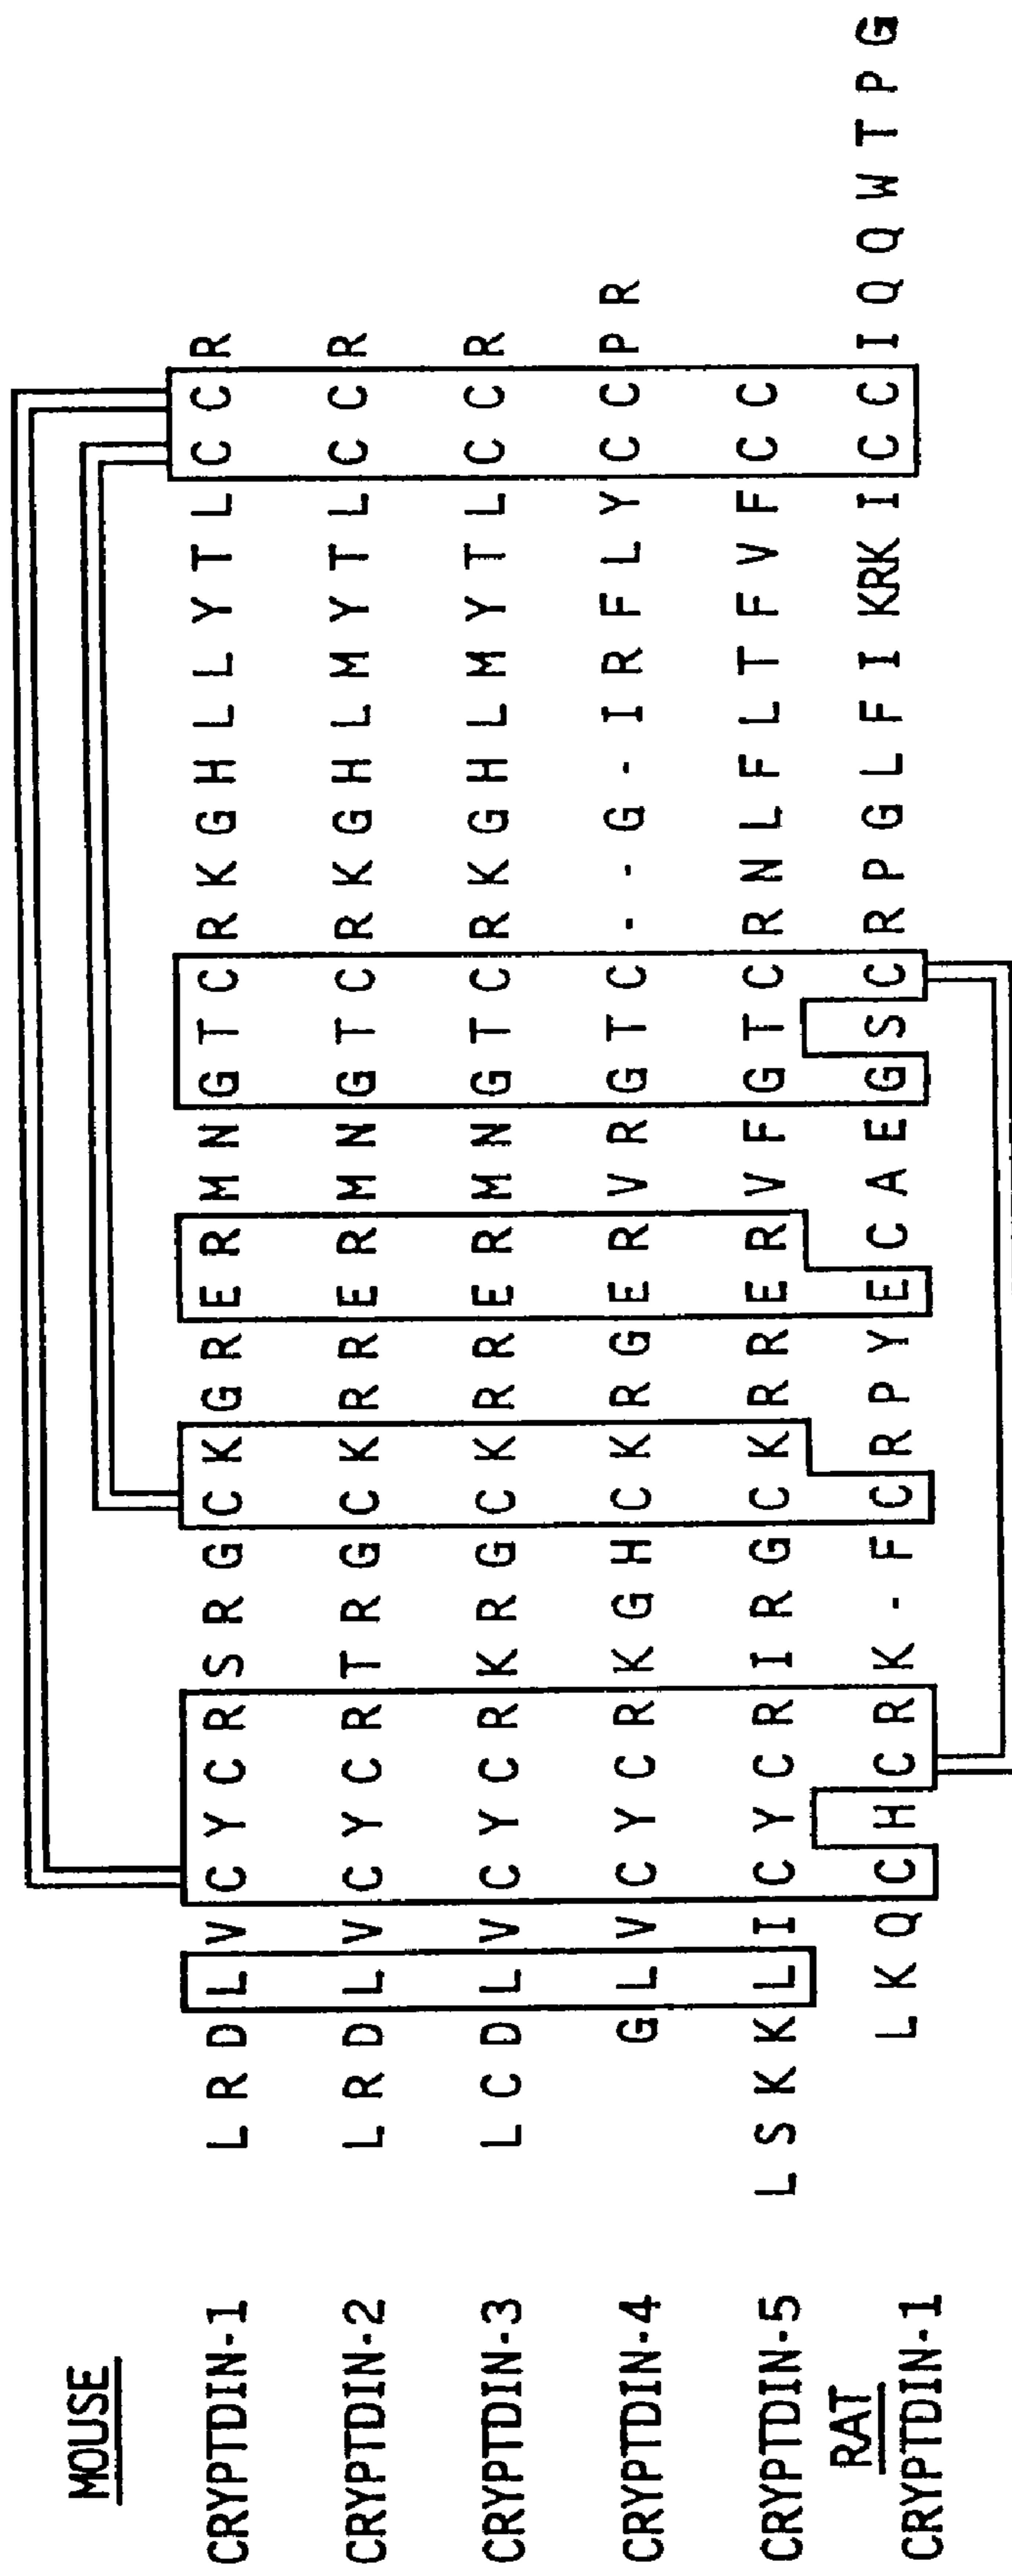 MOUSE
CRYPTDIN-1 L R D L V C Y C R S R G C K G R E R M N G T C R K G H L L Y T L C C R
CRYPTDIN-2 L R D L V C Y C R T R G C K R R E R M N G T C R K G H L M Y T L C C R
CRYPTDIN-3 L C D L V C Y C R K R G C K R R E R M N G T C R K G H L M Y T L C C R
CRYPTDIN-4 G L V C Y C R K G H C K R G E R V R G T C - - G - I R F L Y C C P R
CRYPTDIN-5 L S K K L I C Y C R I R G C K R R E R V F G T C R N L F L T F V F C C
RAT
CRYPTDIN-1 L K Q C H C R K - F C R P Y E C A E G S C R P G L F I KRK I C C I Q Q W T P G